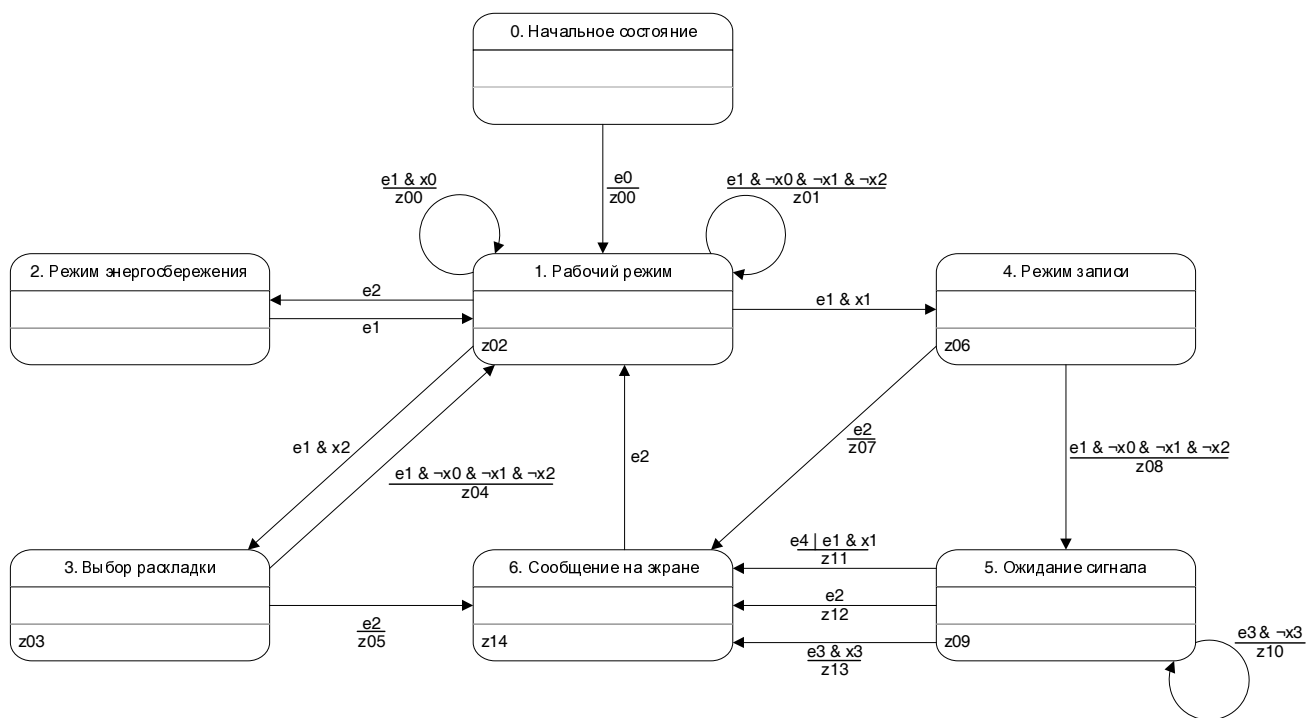 0. Начальное состояние
e1 & x0
z00
e0
z00
e1 & ¬x0 & ¬x1 & ¬x2
z01
2. Режим энергосбережения
1. Рабочий режим
z02
4. Режим записи
z06
e2
e1
e1 & x1
e1 & x2
e1 & ¬x0 & ¬x1 & ¬x2
z04
e2
e2
z07
e1 & ¬x0 & ¬x1 & ¬x2
z08
3. Выбор раскладки
z03
e2
z05
6. Сообщение на экране
z14
e4 | e1 & x1
z11
e2
z12
e3 & x3
z13
5. Ожидание сигнала
z09
e3 & ¬x3
z10